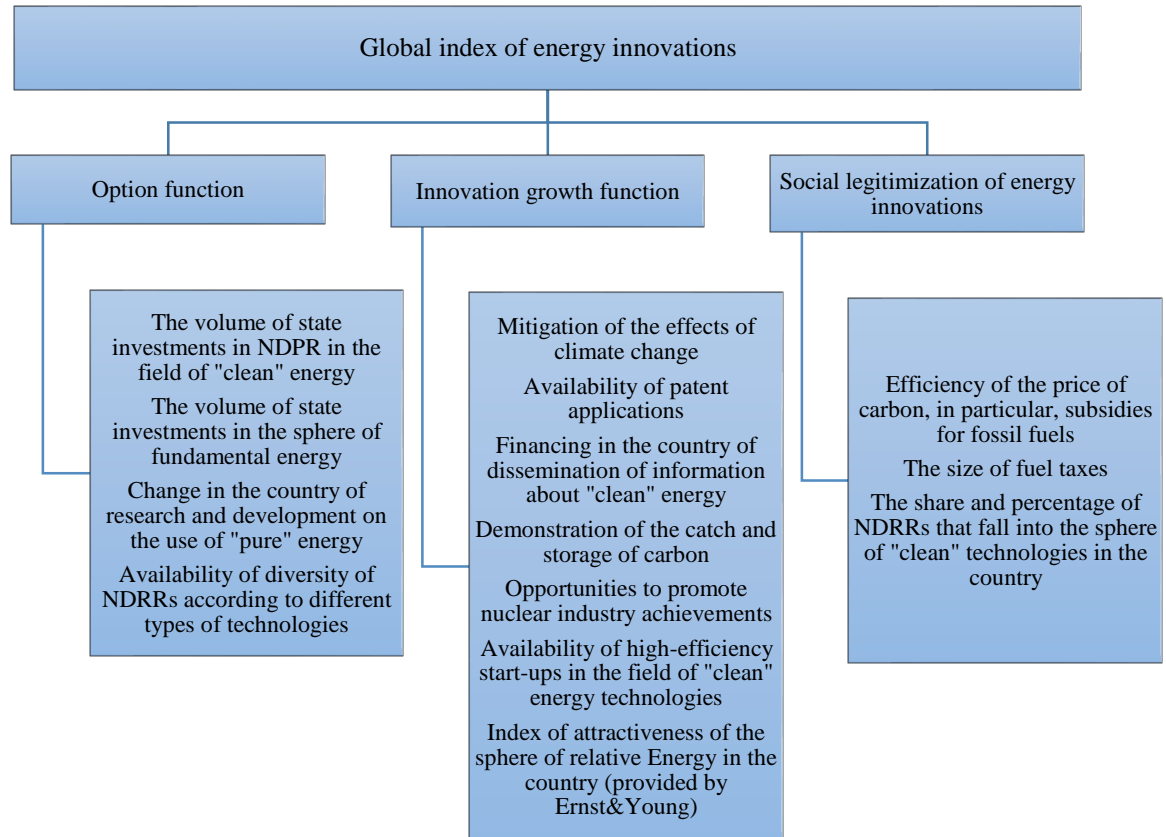 Global index of energy innovations
Option function
Innovation growth function
Social legitimization of energy
innovations
The volume of state
investments in NDPR in the
field of "clean" energy
The volume of state
investments in the sphere of
fundamental energy
Change in the country of
research and development on
the use of "pure" energy
Availability of diversity of
NDRRs according to different
types of technologies
Mitigation of the effects of
climate change
Availability of patent
applications
Financing in the country of
dissemination of information
about "clean" energy
Demonstration of the catch and
storage of carbon
Opportunities to promote
nuclear industry achievements
Availability of high-efficiency
start-ups in the field of "clean"
energy technologies
Index of attractiveness of the
sphere of relative Energy in the
country (provided by
Ernst&Young)
Efficiency of the price of
carbon, in particular, subsidies
for fossil fuels
The size of fuel taxes
The share and percentage of
NDRRs that fall into the sphere
of "clean" technologies in the
country